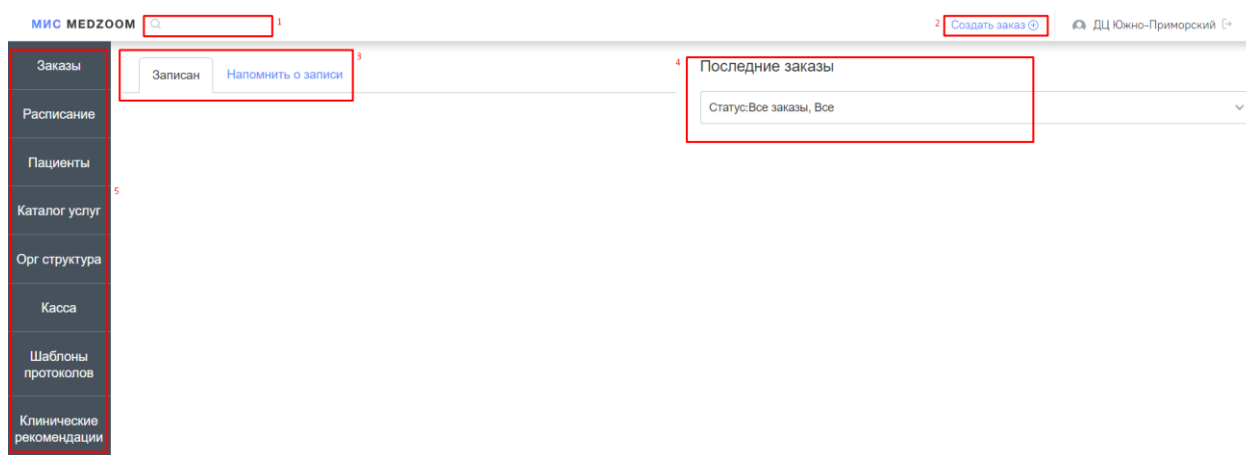 МИС MEDZOOM
1
2
Создать заказ
ДЦ Южно-Приморский
Заказы
Расписание
Пациенты
Каталог услуг
Орг структура
Касса
Шаблоны
протоколов
Клинические
рекомендации
5
Записан
Напомнить о записи
3
4
Последние заказы
Статус:Все заказы, Все